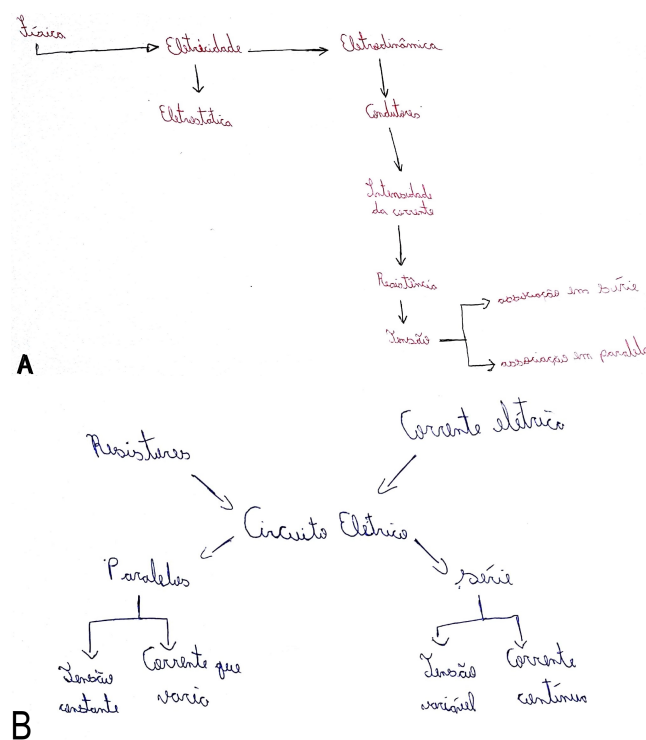 Física
Eletricidade
Eletrodinâmica
Eletrostática
Condutores
Intensidade
da corrente
Resistência
Tensão
associação em série
associação em paralelo
A
Resistores
Corrente elétrica
Circuito Elétrico
Paralelos
série
Tensão
constante
Corrente que
varia
Tensão
variável
Corrente
contínua
B